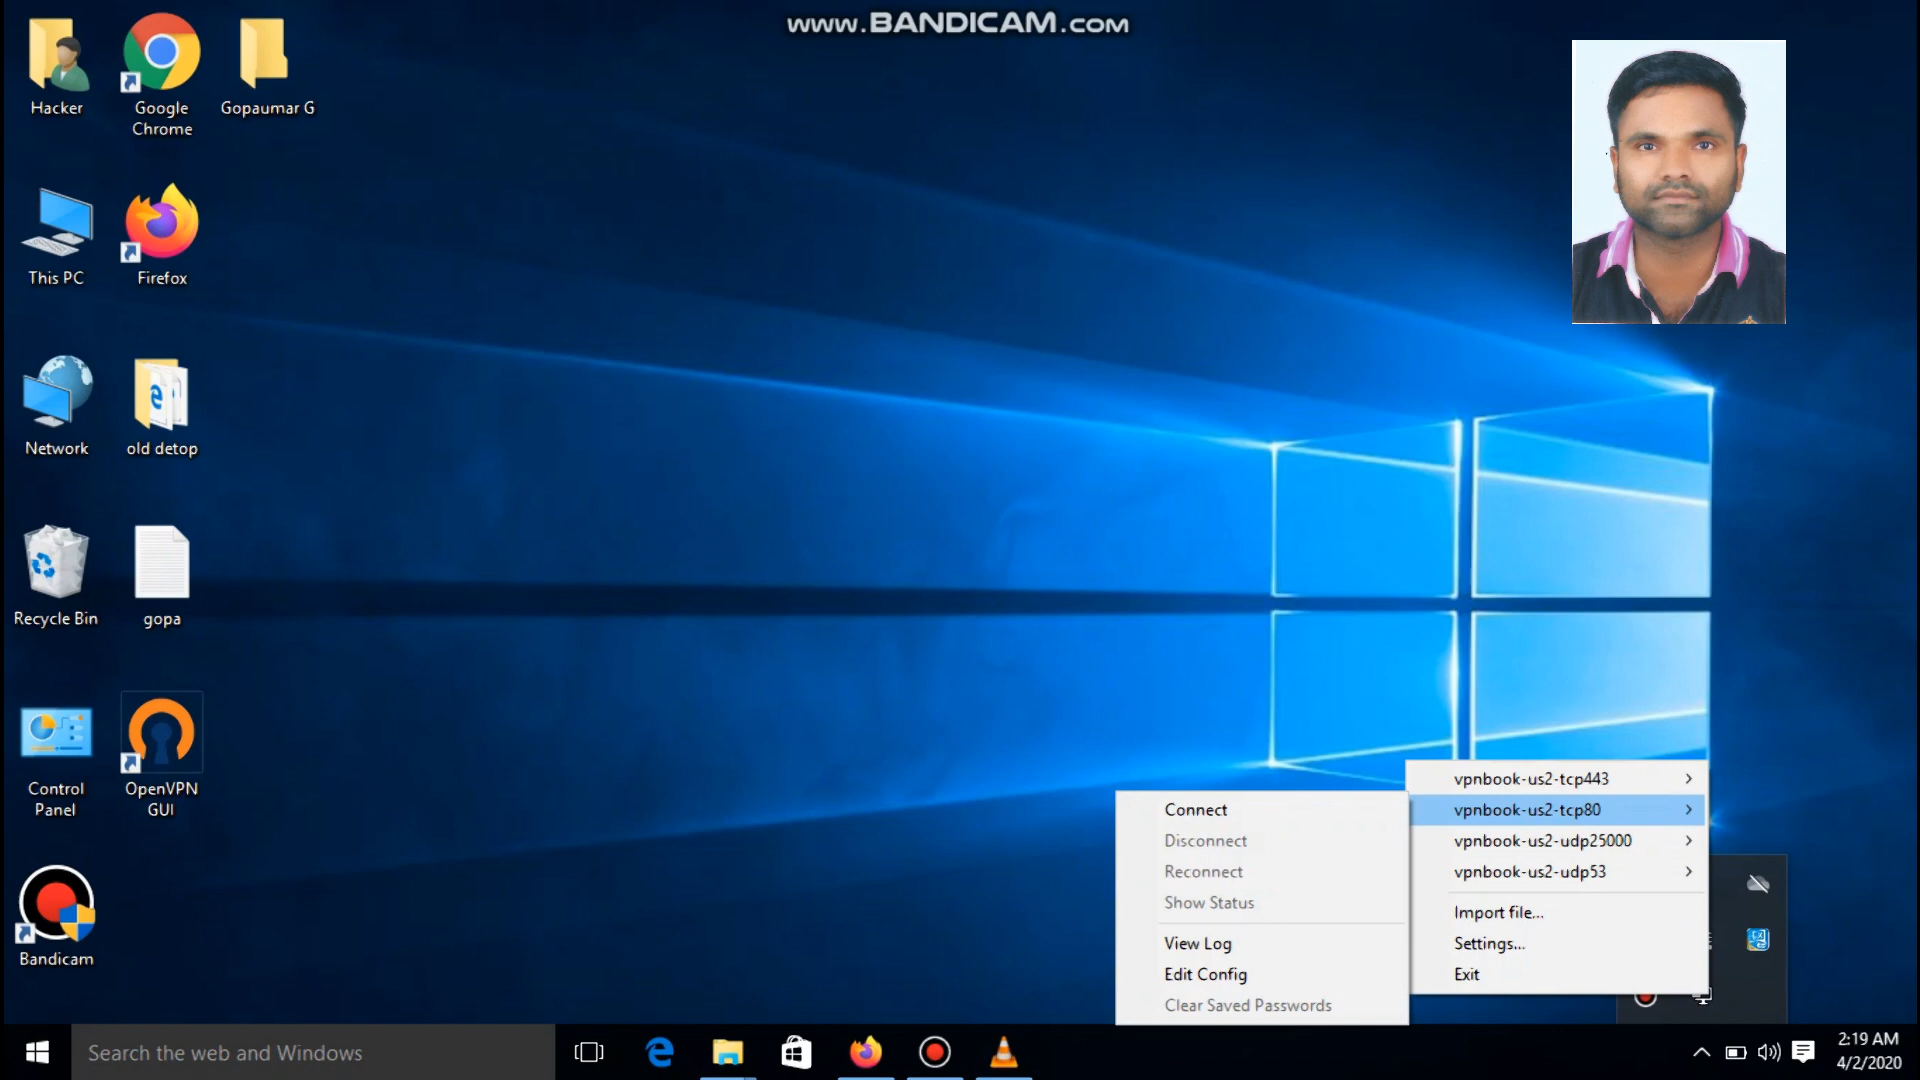 www.BANDICAM.com
Hacker
Google
Chrome
Gopaumar G
This PC
Firefox
Network
old detop
Recycle Bin
gopa
Control
Panel
OpenVPN
GUI
Bandicam
vpnbook-us2-tcp443
vpnbook-us2-tcp80
vpnbook-us2-udp25000
vpnbook-us2-udp53
Import file...
Settings...
Exit
Connect
Disconnect
Reconnect
Show Status
View Log
Edit Config
Clear Saved Passwords
Search the web and Windows
2:19 AM
4/2/2020